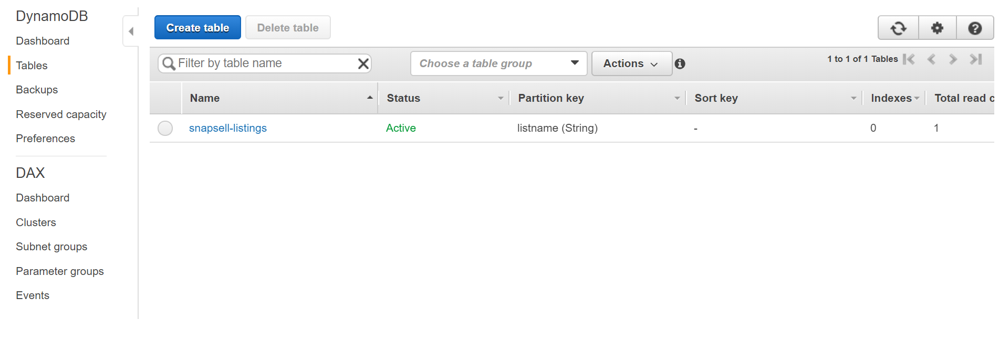 DynamoDB
Dashboard
Tables
Backups
Reserved capacity
Preferences
DAX
Dashboard
Clusters
Subnet groups
Parameter groups
Events
Create table Delete table
Filter by table name Choose a table group Actions 1 to 1 of 1 Tables
Name Status Partition key Sort key Indexes Total read c
snapsell-listings Active listname (String) - 0 1